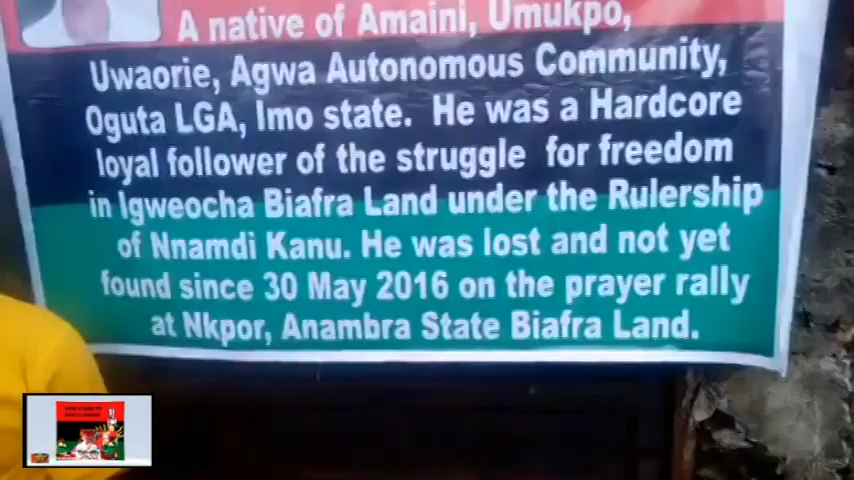 A native of Amaini, Umukpo,
Uwaorie, Agwa Autonomous Community,
Oguta LGA, Imo state. He was a Hardcore
loyal follower of the struggle for freedom
in Igweocha Biafra Land under the Rulership
of Nnamdi Kanu. He was lost and not yet
found since 30 May 2016 on the prayer rally
at Nkpor, Anambra State Biafra Land.